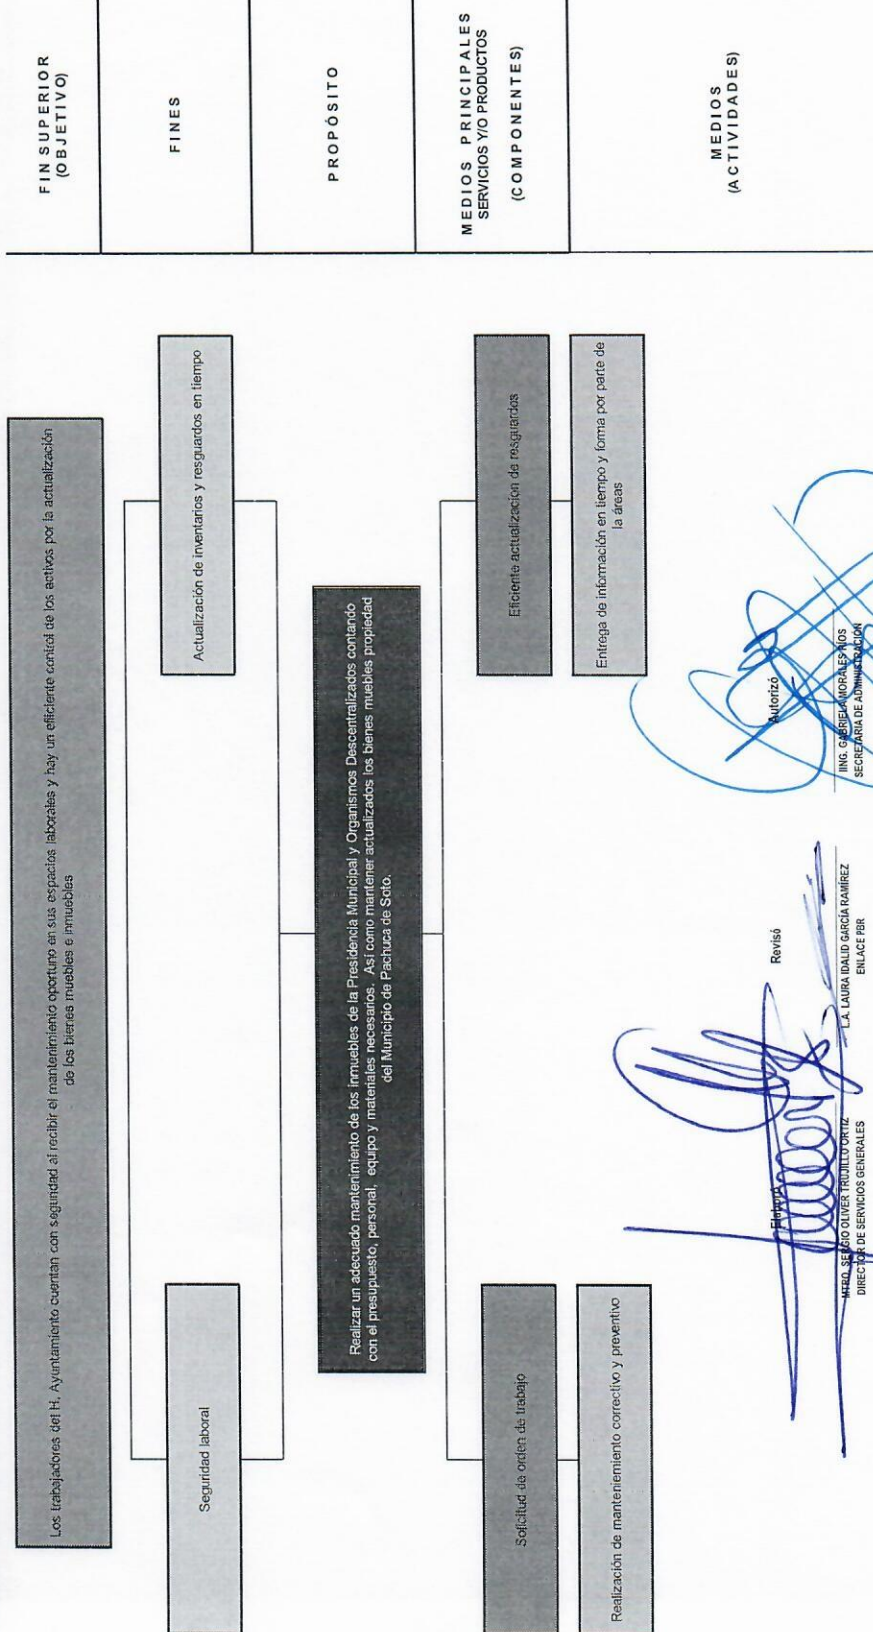 Los trabajadores del H. Ayuntamiento cuentan con seguridad al recibir el mantenimiento oportuno en sus espacios laborales y hay un eficiente control de los activos por la actualización
de los bienes muebles e inmuebles
FIN SUPERIOR
(OBJETIVO)
Seguridad laboral
Actualización de inventarios y resguardos en tiempo
FINES
Realizar un adecuado mantenimiento de los inmuebles de la Presidencia Municipal y Organismos Descentralizados contando
con el presupuesto, personal, equipo y materiales necesarios. Así como mantener actualizados los bienes muebles propiedad
del Municipio de Pachuca de Soto.
PROPÓSITO
Solicitud de orden de trabajo
Eficiente actualizacion de resguardos
MEDIOS PRINCIPALES
SERVICIOS Y/O PRODUCTOS
(COMPONENTES)
Realización de manteniemiento correctivo y preventivo
Entrega de información en tiempo y forma por parte de
la áreas
MEDIOS
(ACTIVIDADES)
Elaboró
MTRO. SERGIO OLIVER TRUJILLO ORTIZ
DIRECTOR DE SERVICIOS GENERALES
Revisó
L.A. LAURA IDALID GARCÍA RAMÍREZ
ENLACE PBR
Autorizó
IING. GABRIELA MORALES RÍOS
SECRETARIA DE ADMINISTRACIÓN